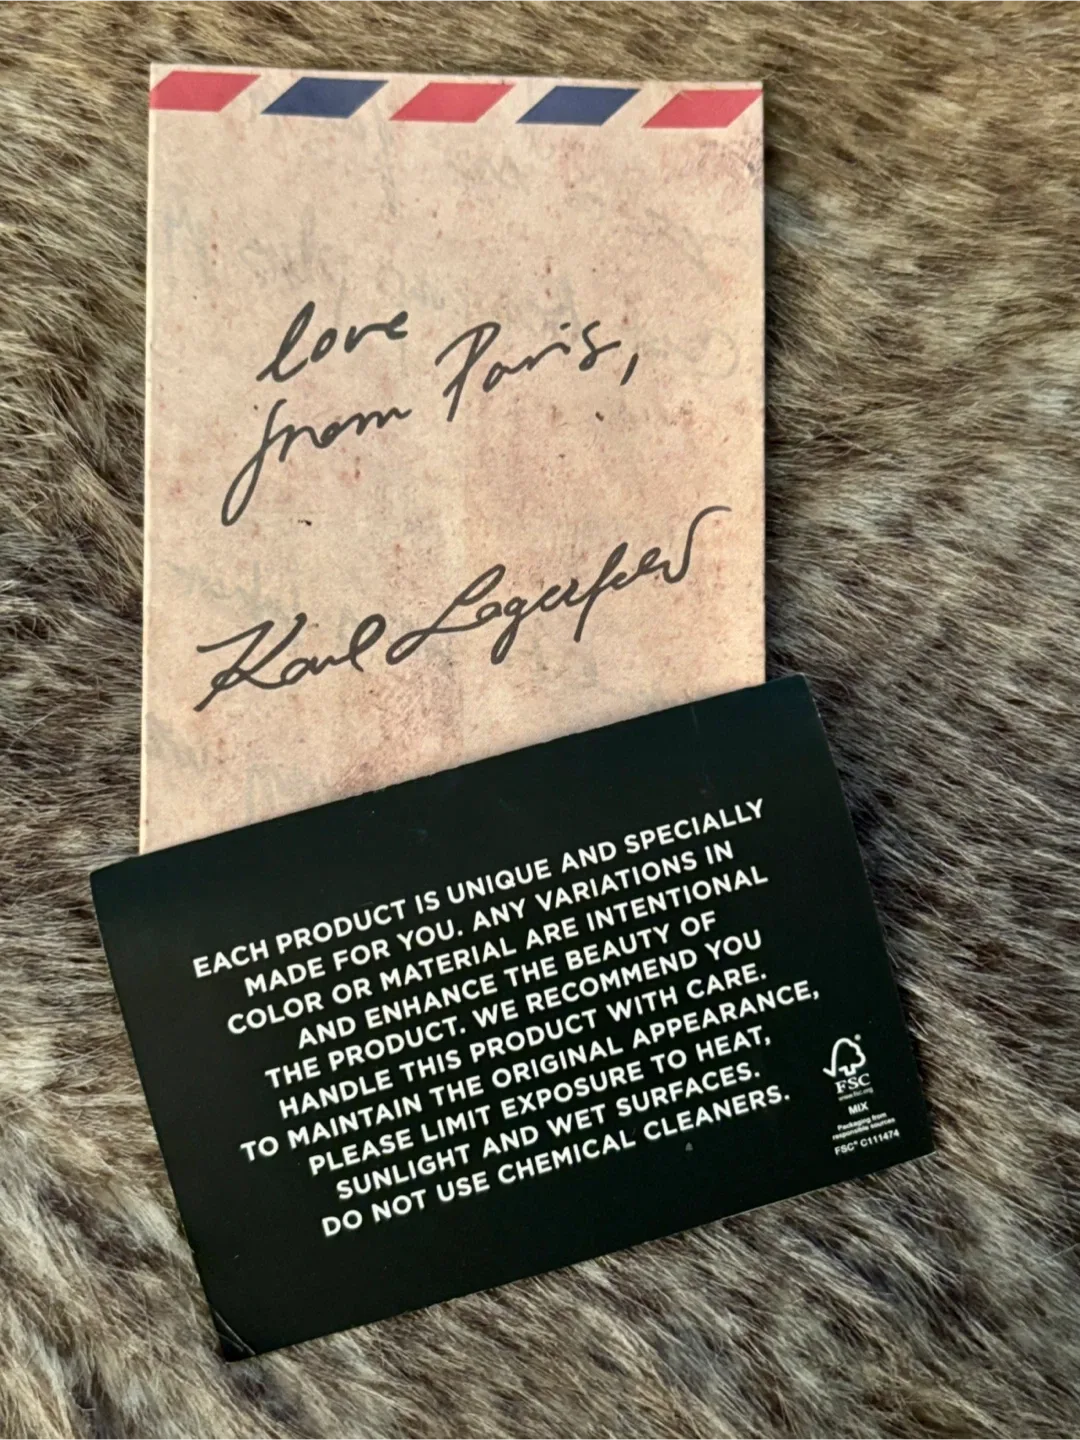 love
from Paris,
Karl Lagerfeld
EACH PRODUCT IS UNIQUE AND SPECIALLY
MADE FOR YOU. ANY VARIATIONS IN
COLOR OR MATERIAL ARE INTENTIONAL
AND ENHANCE THE BEAUTY OF
THE PRODUCT. WE RECOMMEND YOU
HANDLE THIS PRODUCT WITH CARE.
TO MAINTAIN THE ORIGINAL APPEARANCE,
PLEASE LIMIT EXPOSURE TO HEAT,
SUNLIGHT AND WET SURFACES.
DO NOT USE CHEMICAL CLEANERS.
FSC
www.fsc.org
MIX
Packaging from
responsible sources
FSC® C111474